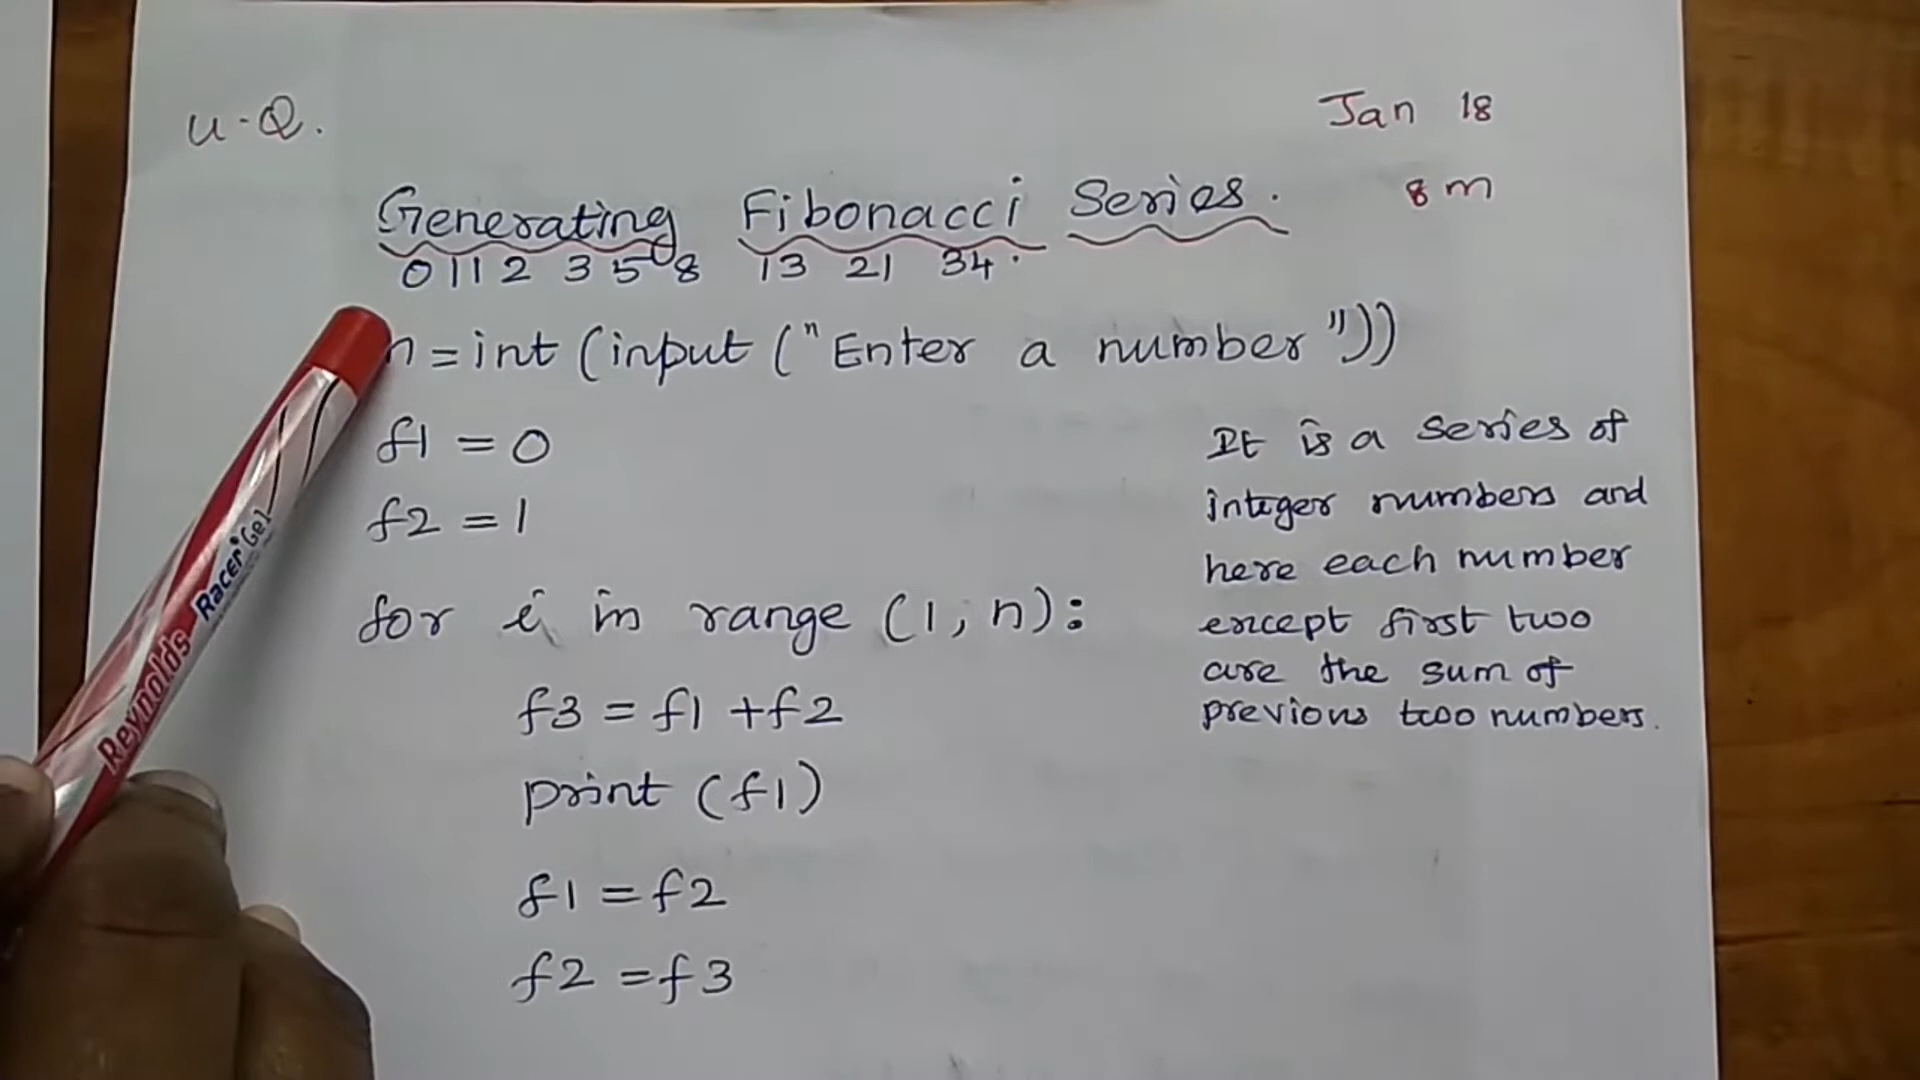 U-Q.
Jan 18
8 m
Generating Fibonacci Series.
0 1 1 2 3 5 8 13 21 34.
n = int (input ("Enter a number"))
f1 = 0
f2 = 1
for i in range (1, n):
f3 = f1 + f2
print (f1)
f1 = f2
f2 = f3
It is a series of
integer numbers and
here each number
except first two
are the sum of
previous two numbers.
Reynolds Racer Gel